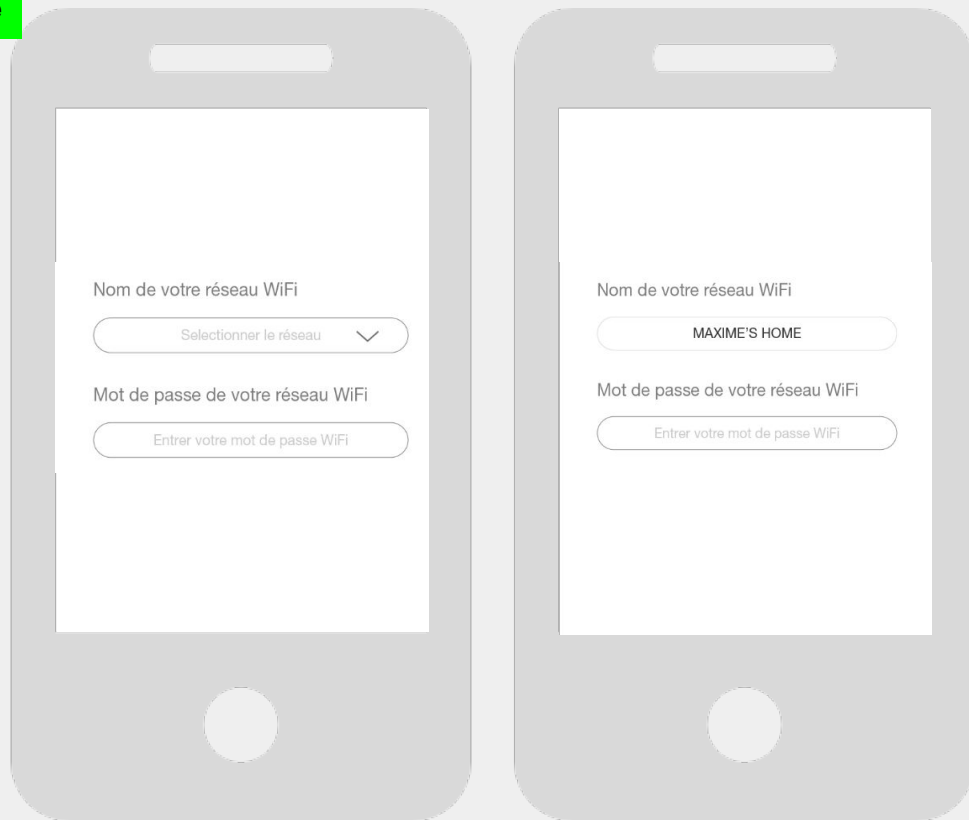 Nom de votre réseau WiFi
Selectionner le réseau
Mot de passe de votre réseau WiFi
Entrer votre mot de passe WiFi
Nom de votre réseau WiFi
MAXIME'S HOME
Mot de passe de votre réseau WiFi
Entrer votre mot de passe WiFi